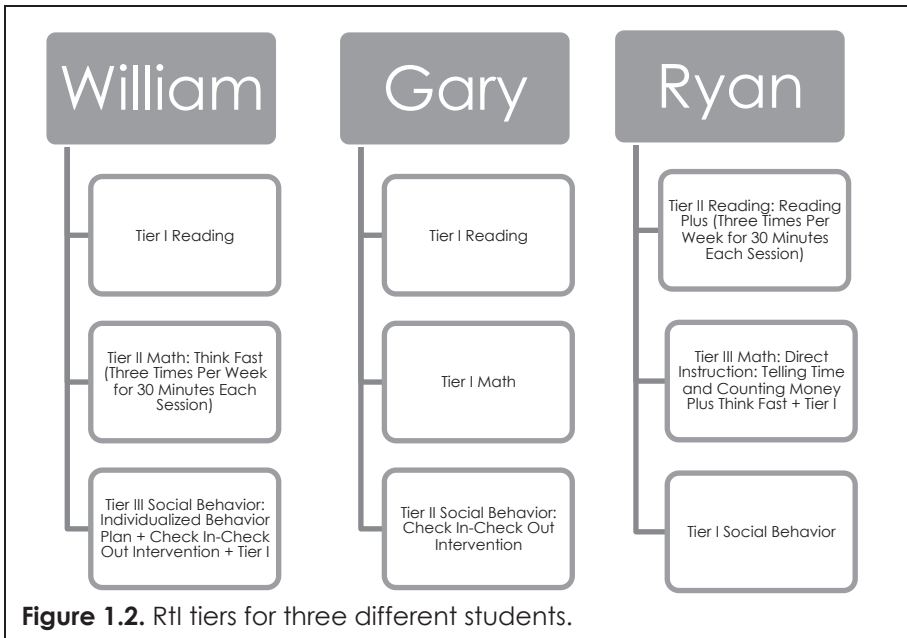 William
Tier I Reading
Tier II Math: Think Fast
(Three Times Per Week
for 30 Minutes Each
Session)
Tier III Social Behavior:
Individualized Behavior
Plan + Check In-Check
Out Intervention + Tier I
Gary
Tier I Reading
Tier I Math
Tier II Social Behavior:
Check In-Check Out
Intervention
Ryan
Tier II Reading: Reading
Plus (Three Times Per
Week for 30 Minutes
Each Session)
Tier III Math: Direct
Instruction: Telling Time
and Counting Money
Plus Think Fast + Tier I
Tier I Social Behavior
Figure 1.2. RtI tiers for three different students.